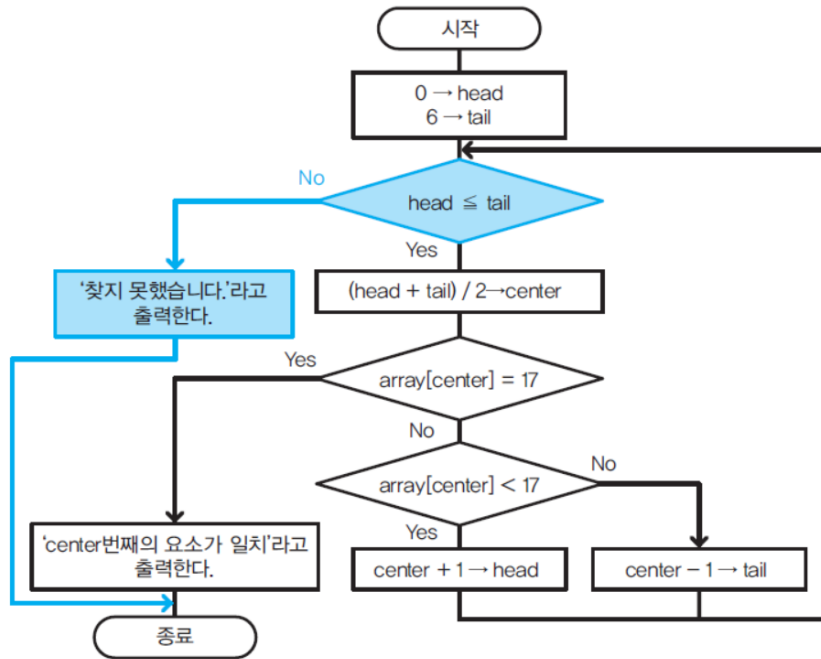 시작
0 → head
6 → tail
No
head ≦ tail
Yes
'찾지 못했습니다.'라고
출력한다.
(head + tail) / 2→center
Yes
array[center] = 17
No
array[center] < 17
No
Yes
'center번째의 요소가 일치'라고
출력한다.
center + 1 → head
center − 1 → tail
종료